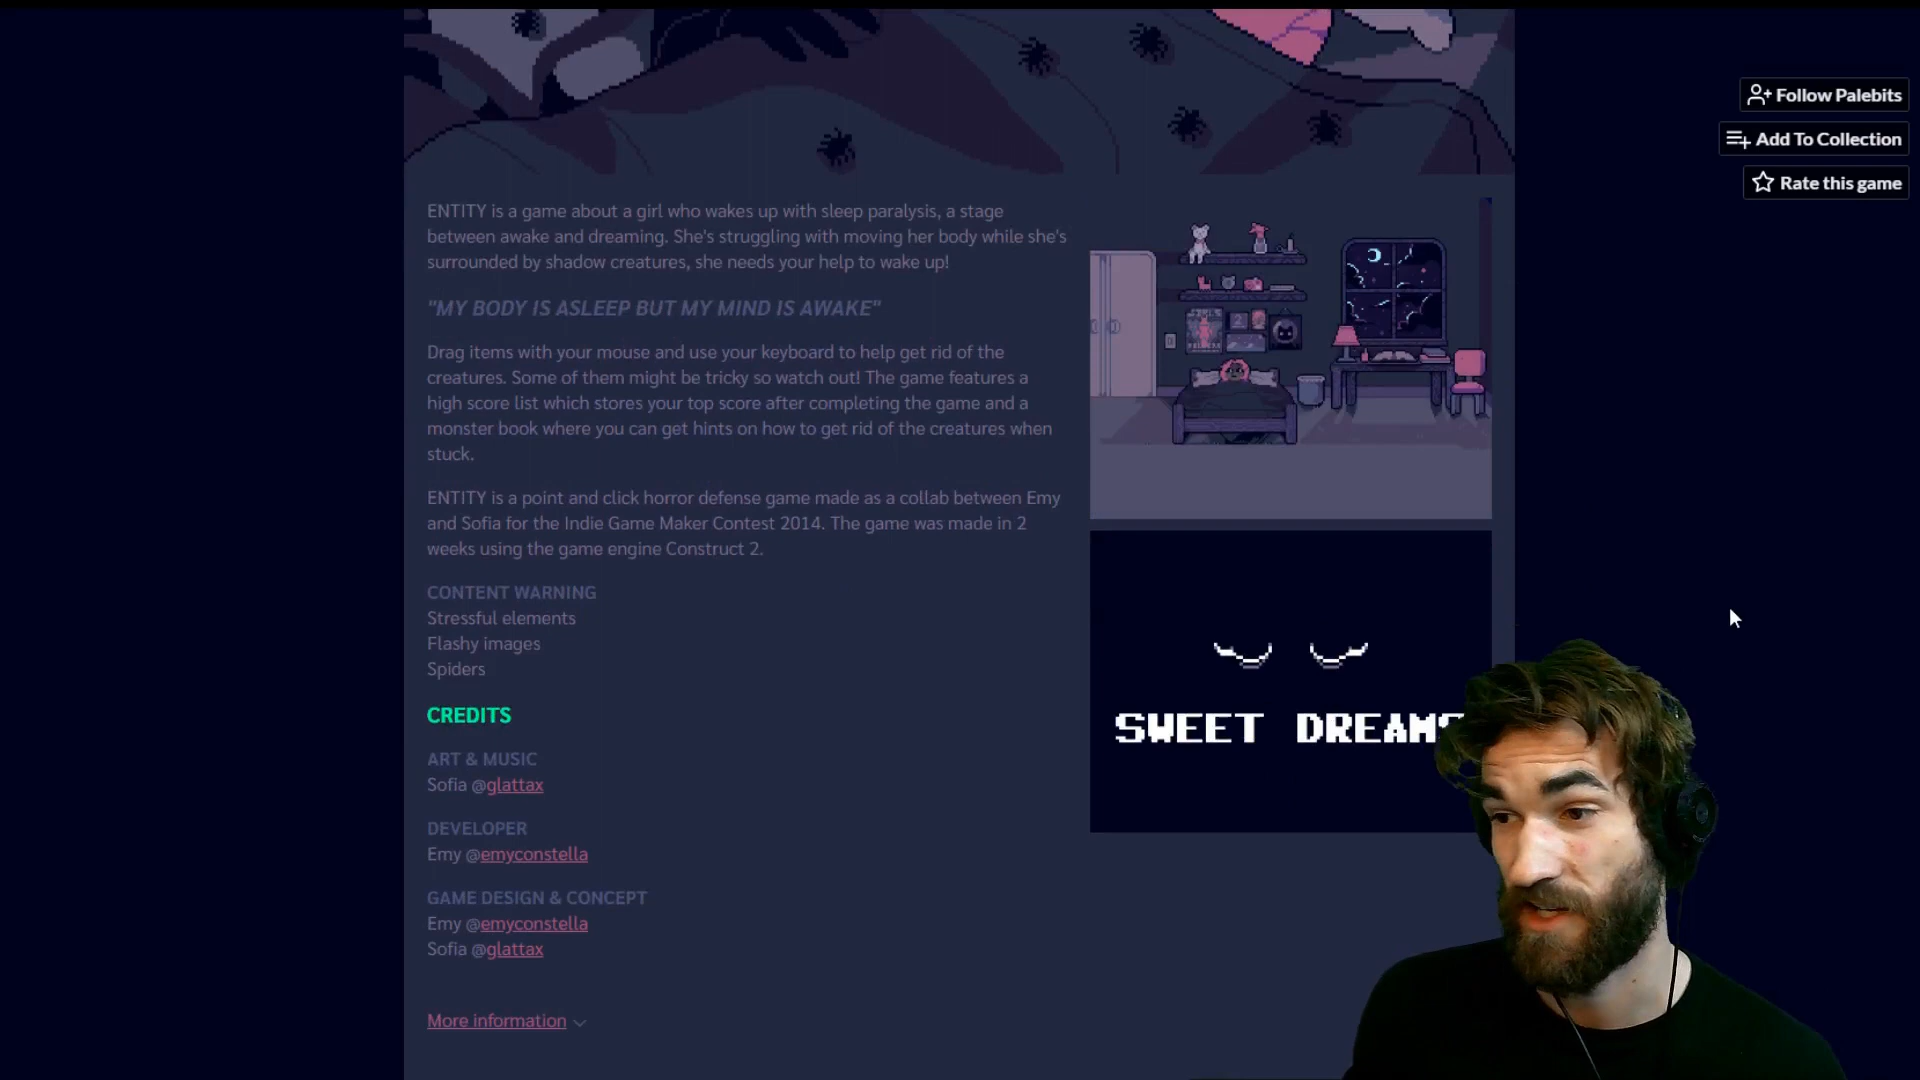 Follow Palebits
Add To Collection
Rate this game
ENTITY is a game about a girl who wakes up with sleep paralysis, a stage
between awake and dreaming. She's struggling with moving her body while she's
surrounded by shadow creatures, she needs your help to wake up!
"MY BODY IS ASLEEP BUT MY MIND IS AWAKE"
Drag items with your mouse and use your keyboard to help get rid of the
creatures. Some of them might be tricky so watch out! The game features a
high score list which stores your top score after completing the game and a
monster book where you can get hints on how to get rid of the creatures when
stuck.
ENTITY is a point and click horror defense game made as a collab between Emy
and Sofia for the Indie Game Maker Contest 2014. The game was made in 2
weeks using the game engine Construct 2.
CONTENT WARNING
Stressful elements
Flashy images
Spiders
CREDITS
ART & MUSIC
Sofia @glattax
DEVELOPER
Emy @emyconstella
GAME DESIGN & CONCEPT
Emy @emyconstella
Sofia @glattax
More information
SWEET DREAMS